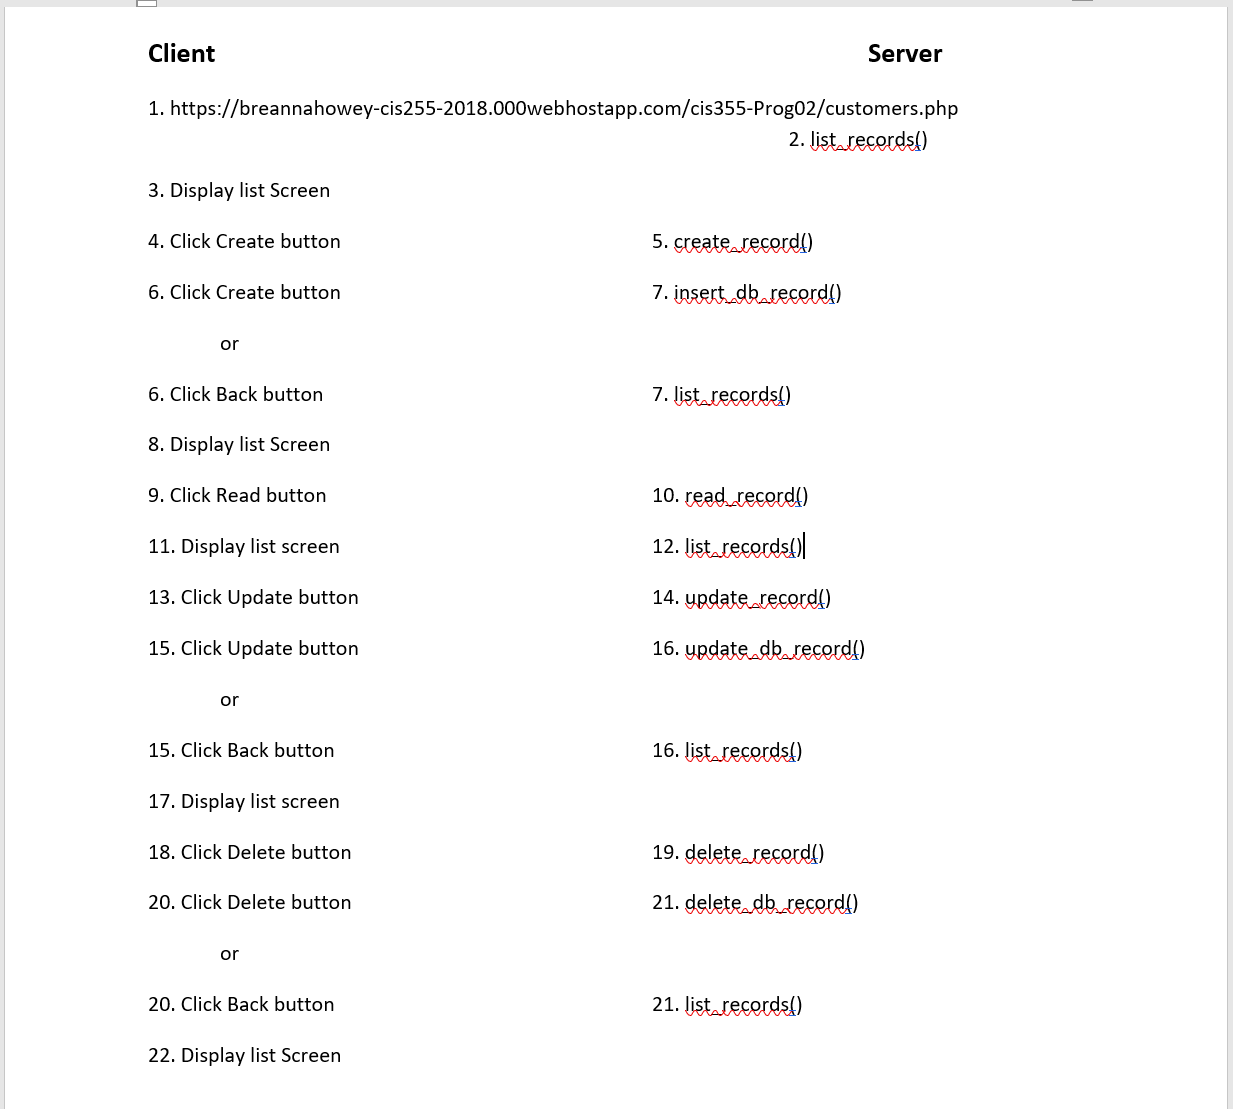 Client Server
1. https://breannahowey-cis255-2018.000webhostapp.com/cis355-Prog02/customers.php
2. list_records()
3. Display list Screen
4. Click Create button 5. create_record()
6. Click Create button 7. insert_db_record()
or
6. Click Back button 7. list_records()
8. Display list Screen
9. Click Read button 10. read_record()
11. Display list screen 12. list_records()
13. Click Update button 14. update_record()
15. Click Update button 16. update_db_record()
or
15. Click Back button 16. list_records()
17. Display list screen
18. Click Delete button 19. delete_record()
20. Click Delete button 21. delete_db_record()
or
20. Click Back button 21. list_records()
22. Display list Screen